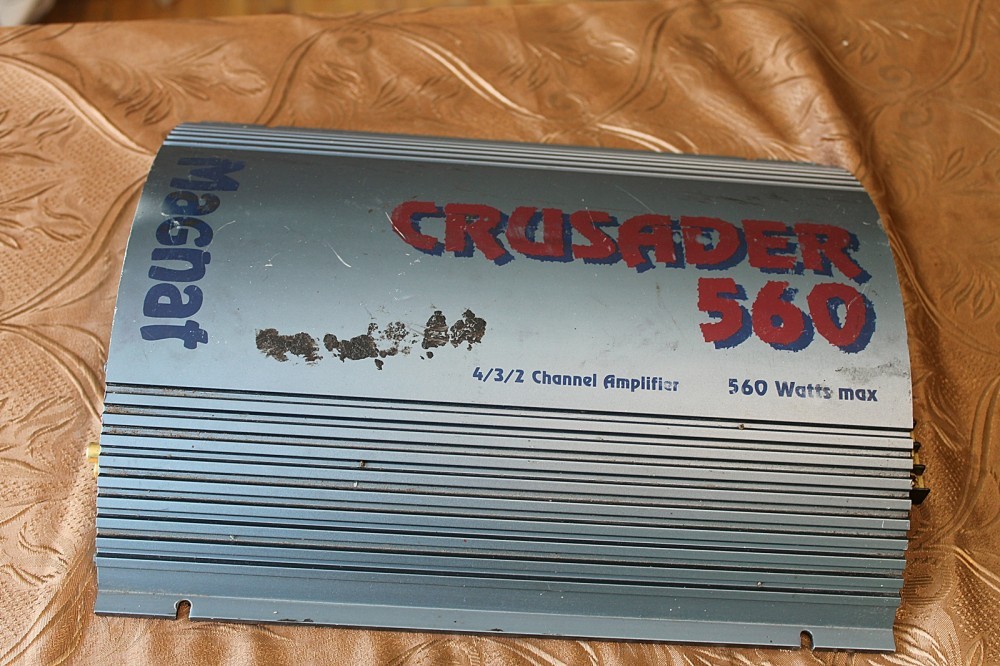 Magnat
CRUSADER
560
4/3/2 Channel Amplifier
560 Watts max